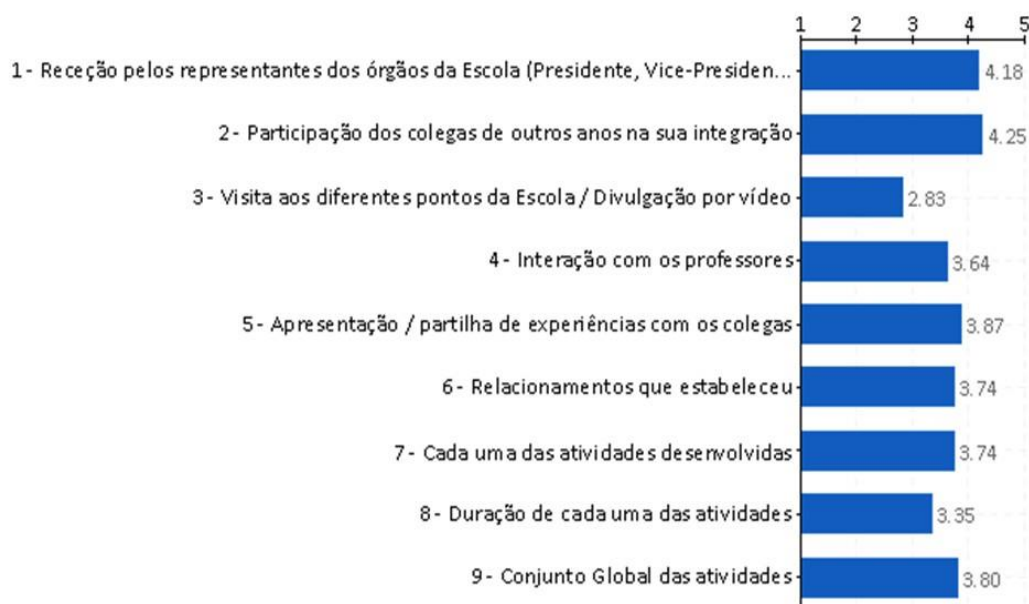 1 2 3 4 5
1- Receção pelos representantes dos órgãos da Escola (Presidente, Vice-Presiden... 4.18
2- Participação dos colegas de outros anos na sua integração 4.25
3- Visita aos diferentes pontos da Escola / Divulgação por vídeo 2.83
4- Interação com os professores 3.64
5- Apresentação / partilha de experiências com os colegas 3.87
6- Relacionamentos que estabeleceu 3.74
7- Cada uma das atividades desenvolvidas 3.74
8- Duração de cada uma das atividades 3.35
9- Conjunto Global das atividades 3.80